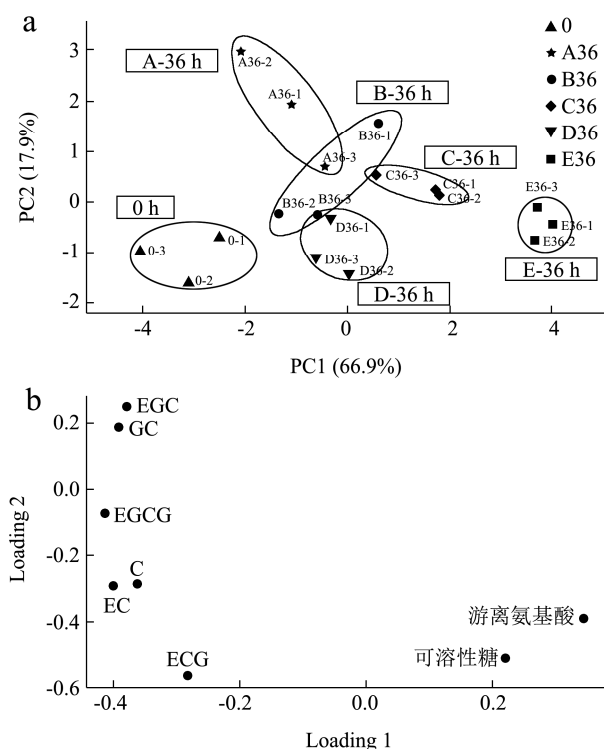 a
0
A36
B36
C36
D36
E36
A-36 h
B-36 h
C-36 h
0 h
D-36 h
E-36 h
A36-2
A36-1
A36-3
B36-1
B36-2
B36-3
C36-3
C36-1
C36-2
D36-1
D36-3
D36-2
E36-3
E36-1
E36-2
0-1
0-3
0-2
3
2
1
0
-1
-2
PC2 (17.9%)
-4
-2
0
2
4
PC1 (66.9%)
b
EGC
GC
EGCG
C
EC
ECG
游离氨基酸
可溶性糖
0.2
0.0
-0.2
-0.4
-0.6
Loading 2
-0.4
-0.2
0.0
0.2
Loading 1